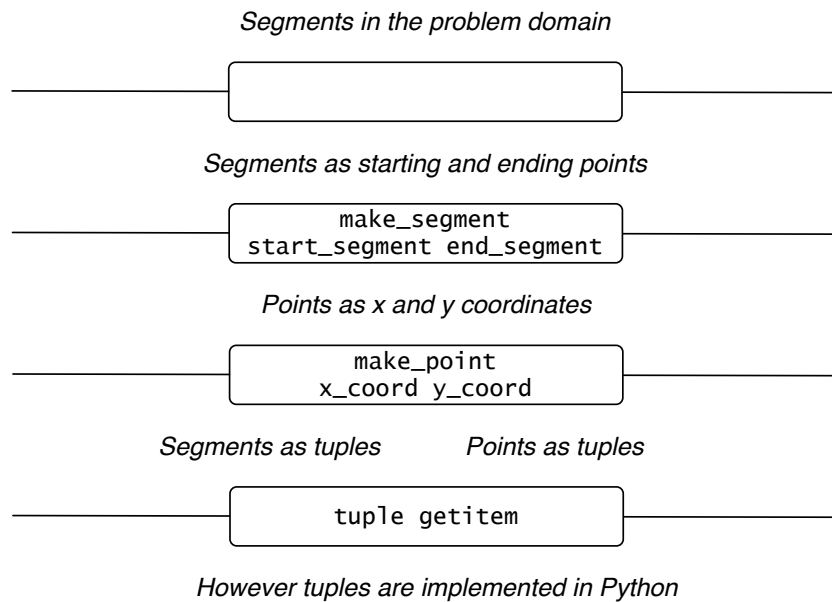 Segments in the problem domain
Segments as starting and ending points
make_segment
start_segment end_segment
Points as x and y coordinates
make_point
x_coord y_coord
Segments as tuples Points as tuples
tuple getitem
However tuples are implemented in Python